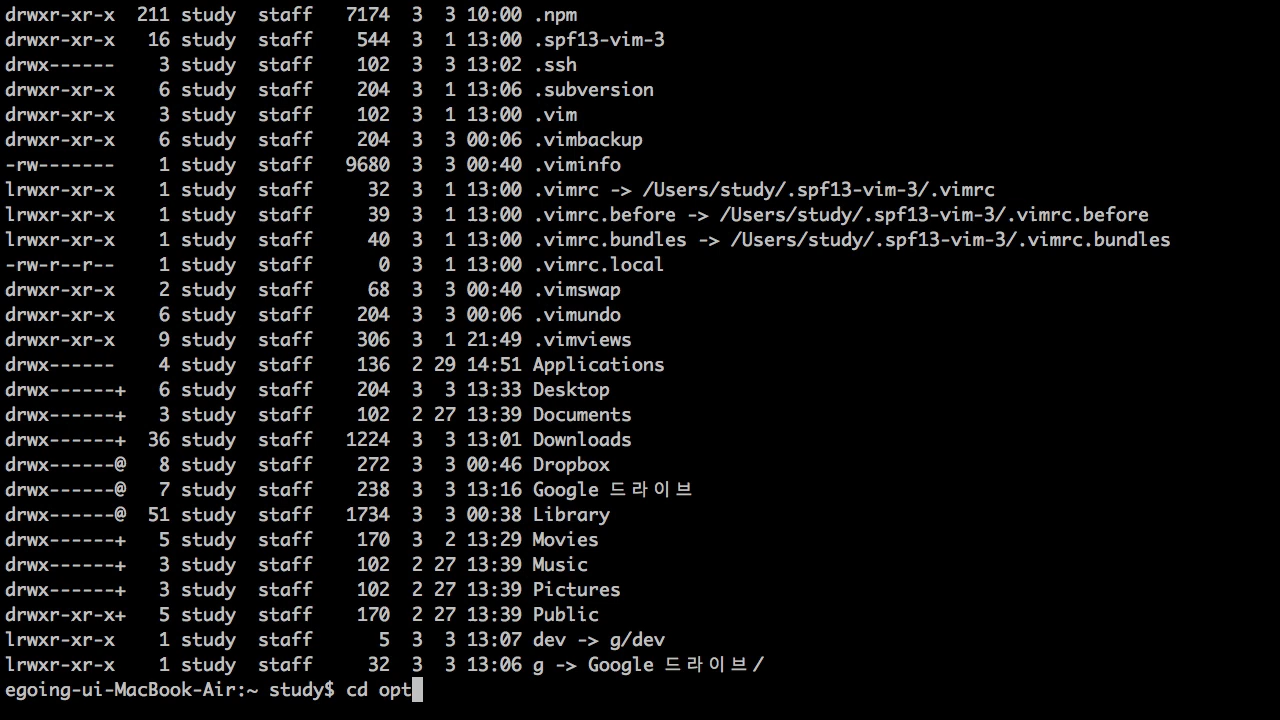 drwxr-xr-x  211 study  staff   7174  3  3 10:00 .npm
drwxr-xr-x   16 study  staff    544  3  1 13:00 .spf13-vim-3
drwx------    3 study  staff    102  3  3 13:02 .ssh
drwxr-xr-x    6 study  staff    204  3  1 13:06 .subversion
drwxr-xr-x    3 study  staff    102  3  1 13:00 .vim
drwxr-xr-x    6 study  staff    204  3  3 00:06 .vimbackup
-rw-------    1 study  staff   9680  3  3 00:40 .viminfo
lrwxr-xr-x    1 study  staff     32  3  1 13:00 .vimrc -> /Users/study/.spf13-vim-3/.vimrc
lrwxr-xr-x    1 study  staff     39  3  1 13:00 .vimrc.before -> /Users/study/.spf13-vim-3/.vimrc.before
lrwxr-xr-x    1 study  staff     40  3  1 13:00 .vimrc.bundles -> /Users/study/.spf13-vim-3/.vimrc.bundles
-rw-r--r--    1 study  staff      0  3  1 13:00 .vimrc.local
drwxr-xr-x    2 study  staff     68  3  3 00:40 .vimswap
drwxr-xr-x    6 study  staff    204  3  3 00:06 .vimundo
drwxr-xr-x    9 study  staff    306  3  1 21:49 .vimviews
drwx------    4 study  staff    136  2 29 14:51 Applications
drwx------+   6 study  staff    204  3  3 13:33 Desktop
drwx------+   3 study  staff    102  2 27 13:39 Documents
drwx------+  36 study  staff   1224  3  3 13:01 Downloads
drwx------@   8 study  staff    272  3  3 00:46 Dropbox
drwx------@   7 study  staff    238  3  3 13:16 Google 드라이브
drwx------@  51 study  staff   1734  3  3 00:38 Library
drwx------+   5 study  staff    170  3  2 13:29 Movies
drwx------+   3 study  staff    102  2 27 13:39 Music
drwx------+   3 study  staff    102  2 27 13:39 Pictures
drwxr-xr-x+   5 study  staff    170  2 27 13:39 Public
lrwxr-xr-x    1 study  staff      5  3  3 13:07 dev -> g/dev
lrwxr-xr-x    1 study  staff     32  3  3 13:06 g -> Google 드라이브/
egoing-ui-MacBook-Air:~ study$ cd opt